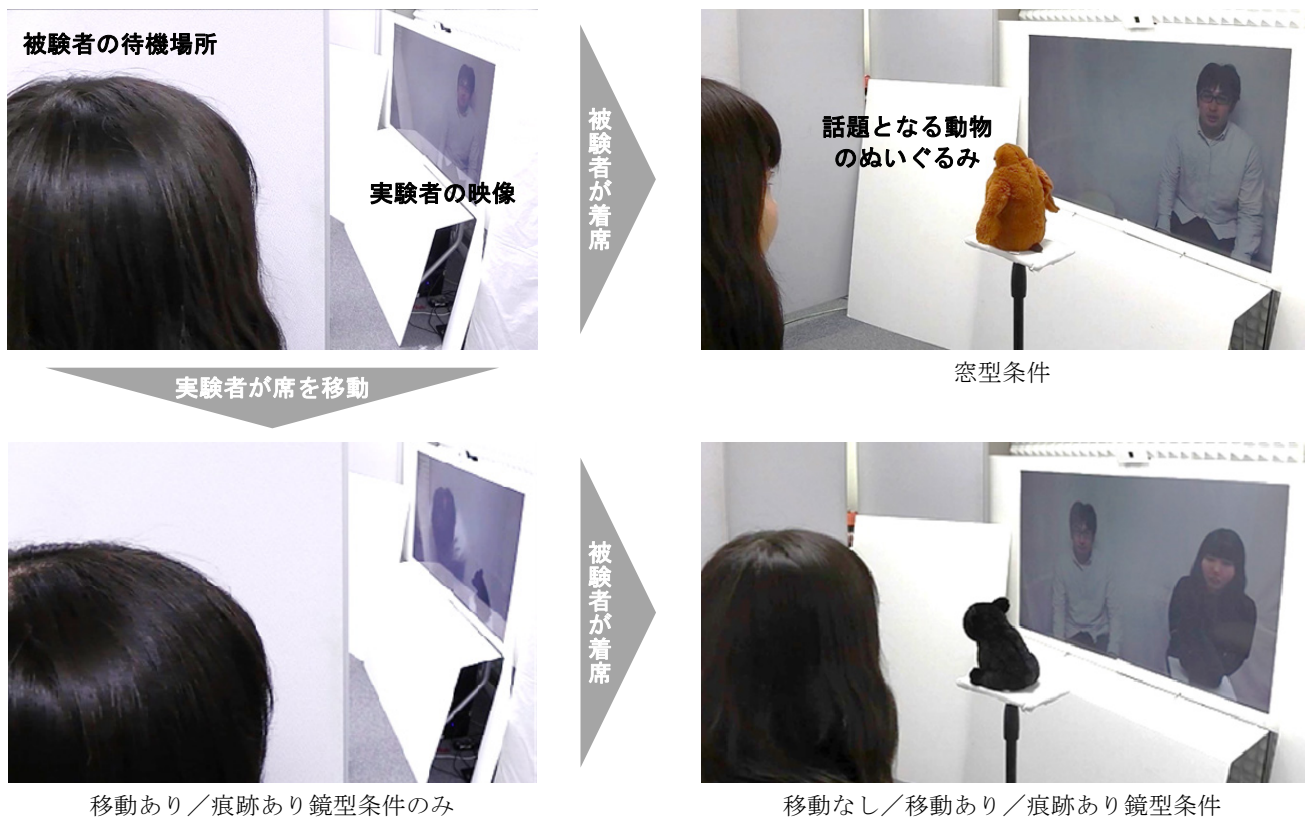 被験者の待機場所
実験者の映像
被験者が着席
話題となる動物
のぬいぐるみ
窓型条件
実験者が席を移動
被験者が着席
移動あり／痕跡あり鏡型条件のみ
移動なし／移動あり／痕跡あり鏡型条件